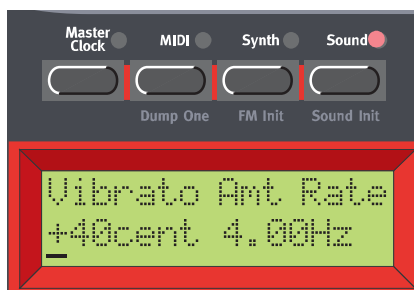 Master Clock MIDI Synth Sound
Dump One FM Init Sound Init
Vibrato Amt Rate
+40cent 4.00Hz